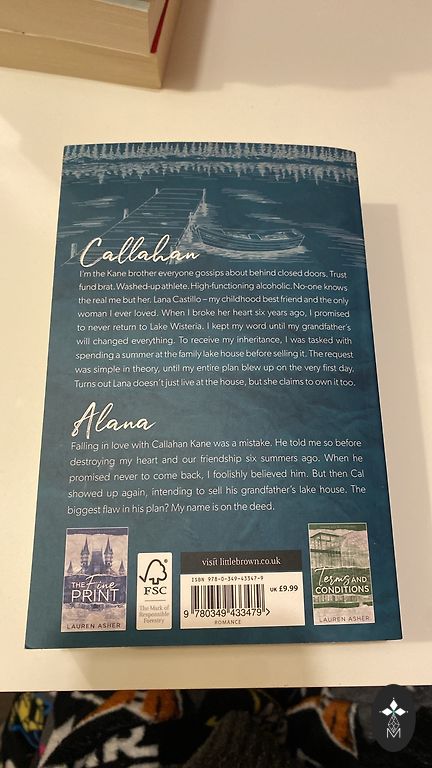 Callahan
I'm the Kane brother everyone gossips about behind closed doors. Trust
fund brat. Washed-up athlete. High-functioning alcoholic. No-one knows
the real me but her. Lana Castillo – my childhood best friend and the only
woman I ever loved. When I broke her heart six years ago, I promised
to never return to Lake Wisteria. I kept my word until my grandfather's
will changed everything. To receive my inheritance, I was tasked with
spending a summer at the family lake house before selling it. The request
was simple in theory, until my entire plan blew up on the very first day.
Turns out Lana doesn't just live at the house, but she claims to own it too.
Alana
Falling in love with Callahan Kane was a mistake. He told me so before
destroying my heart and our friendship six summers ago. When he
promised never to come back, I foolishly believed him. But then Cal
showed up again, intending to sell his grandfather's lake house. The
biggest flaw in his plan? My name is on the deed.
THE Fine
PRINT
LAUREN ASHER
FSC
The Mark of
Responsible
Forestry
visit littlebrown.co.uk
ISBN 978-0-349-43347-9
9 780349 433479 >
UK £9.99
ROMANCE
Terms AND
CONDITIONS
LAUREN ASHER
M